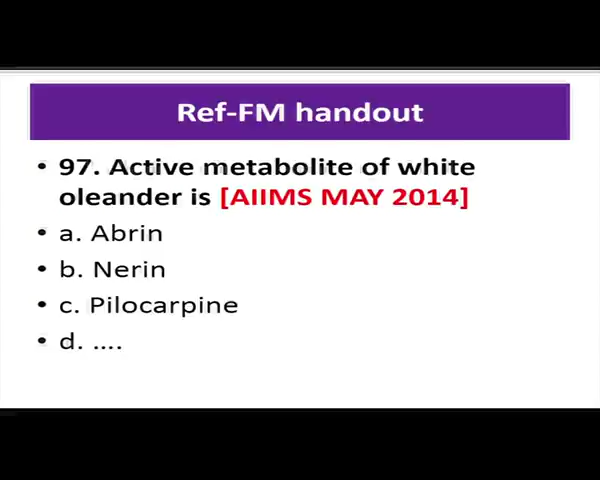 Ref-FM handout
• 97. Active metabolite of white
oleander is [AIIMS MAY 2014]
• a. Abrin
• b. Nerin
• c. Pilocarpine
• d. ....